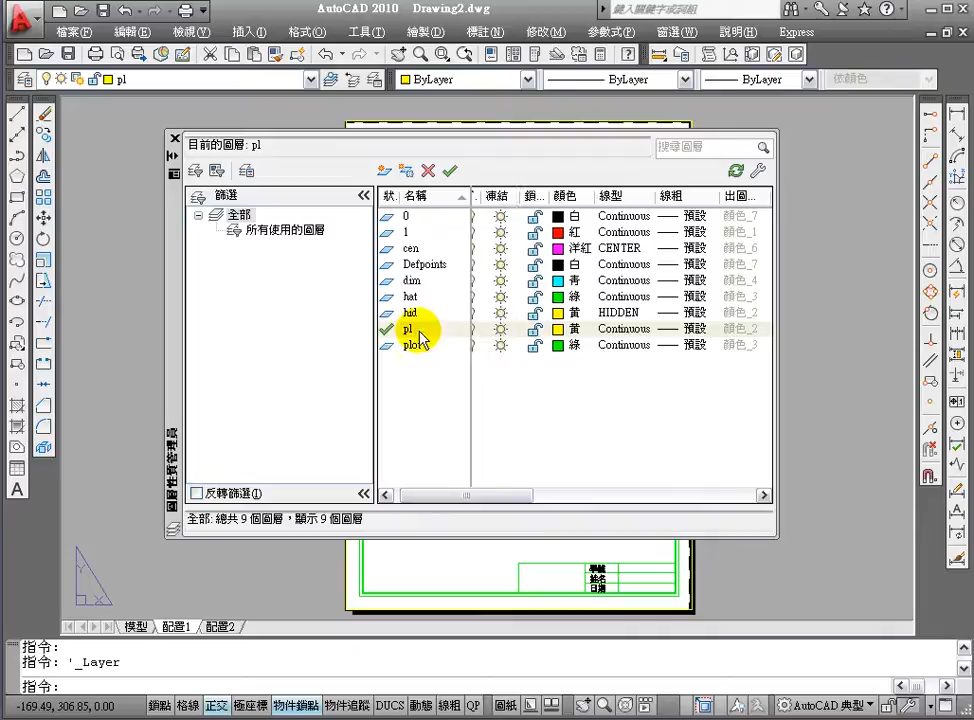 AutoCAD 2010 Drawing2.dwg
鍵入關鍵字或片詞
檔案(F) 編輯(E) 檢視(V) 插入(I) 格式(O) 工具(T) 繪製(D) 標註(N) 修改(M) 參數式(P) 視窗(W) 說明(H) Express
pl ByLayer ByLayer ByLayer 依顏色
目前的圖層: pl
搜尋圖層
篩選
全部
所有使用的圖層
狀. 名稱 凍結 鎖... 顏色 線型 線粗 出圖...
0 白 Continuous 預設 顏色_7
1 紅 Continuous 預設 顏色_1
cen 洋紅 CENTER 預設 顏色_6
Defpoints 白 Continuous 預設 顏色_7
dim 青 Continuous 預設 顏色_4
hat 綠 Continuous 預設 顏色_3
hid 黃 HIDDEN 預設 顏色_2
pl 黃 Continuous 預設 顏色_2
plot 綠 Continuous 預設 顏色_3
反轉篩選(I)
全部: 總共 9 個圖層，顯示 9 個圖層
圖層性質管理員
學號
姓名
日期
Y
X
模型 配置1 配置2
指令:
指令: '_Layer
指令:
-169.49, 306.85, 0.00 鎖點 格線 正交 極座標 物件鎖點 物件追蹤 DUCS 動態 線粗 QP 圖紙 AutoCAD 典型